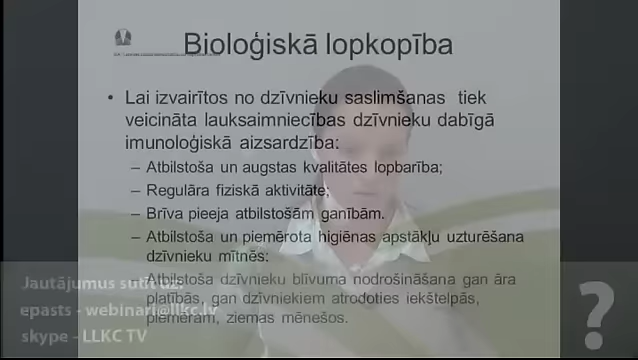 Bioloģiskā lopkopība
• Lai izvairītos no dzīvnieku saslimšanas tiek
veicināta lauksaimniecības dzīvnieku dabīgā
imunoloģiskā aizsardzība:
– Atbilstoša un augstas kvalitātes lopbarība;
– Regulāra fiziskā aktivitāte;
– Brīva pieeja atbilstošām ganībām.
– Atbilstoša un piemērota higiēnas apstākļu uzturēšana
dzīvnieku mītnēs:
– Atbilstoša dzīvnieku blīvuma nodrošināšana gan āra
platībās, gan dzīvniekiem atrodoties iekštelpās,
piemēram, ziemas mēnešos.
Jautājumus sūtīt uz:
epasts - webinari@llkc.lv
skype - LLKC TV
?